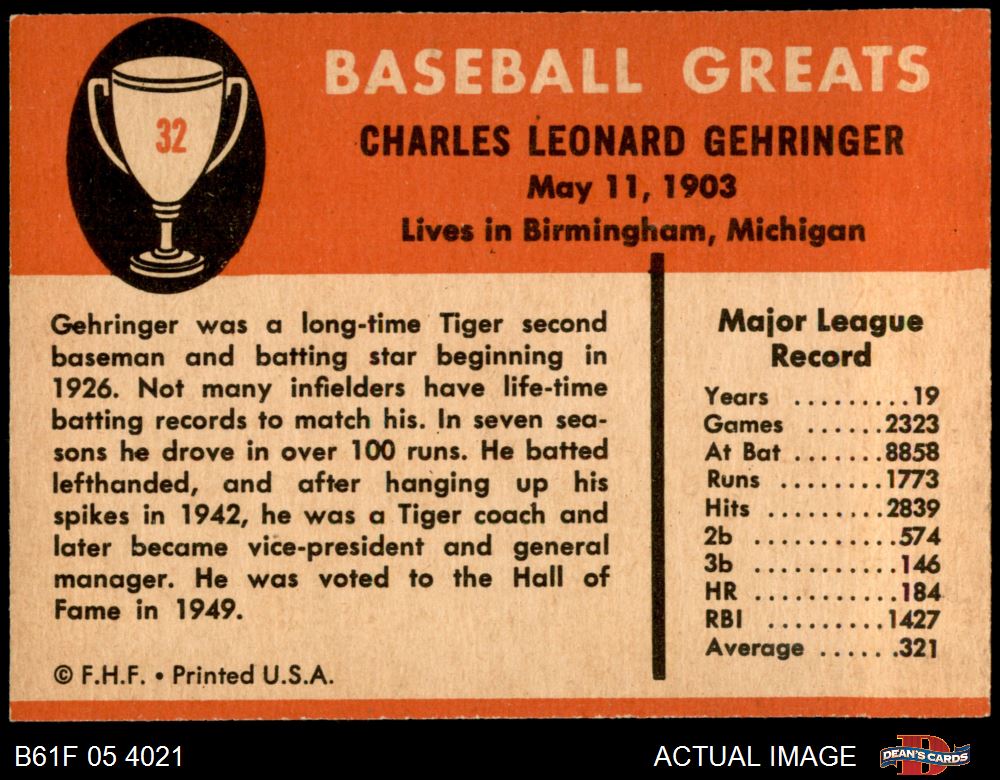 32
BASEBALL GREATS
CHARLES LEONARD GEHRINGER
May 11, 1903
Lives in Birmingham, Michigan
Gehringer was a long-time Tiger second
baseman and batting star beginning in
1926. Not many infielders have life-time
batting records to match his. In seven sea-
sons he drove in over 100 runs. He batted
lefthanded, and after hanging up his
spikes in 1942, he was a Tiger coach and
later became vice-president and general
manager. He was voted to the Hall of
Fame in 1949.
© F.H.F. • Printed U.S.A.
Major League
Record
Years .........19
Games ......2323
At Bat .......8858
Runs .......1773
Hits ........2839
2b ...........574
3b ...........146
HR ...........184
RBI .........1427
Average .......321
B61F 05 4021
ACTUAL IMAGE
DEAN'S CARDS